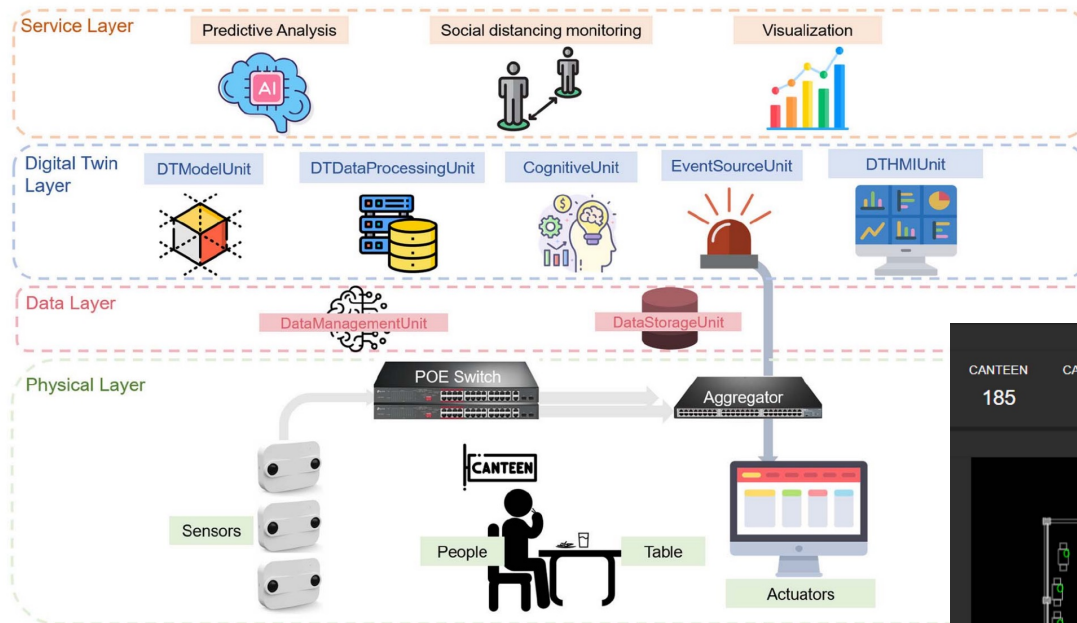 Service Layer
Predictive Analysis
Social distancing monitoring
Visualization
AI
Digital Twin
Layer
DTModelUnit
DTDataProcessingUnit
CognitiveUnit
EventSourceUnit
DTHMIUnit
Data Layer
DataManagementUnit
DataStorageUnit
Physical Layer
POE Switch
Aggregator
CANTEEN
Sensors
People
Table
Actuators
CANTEEN
CA
185